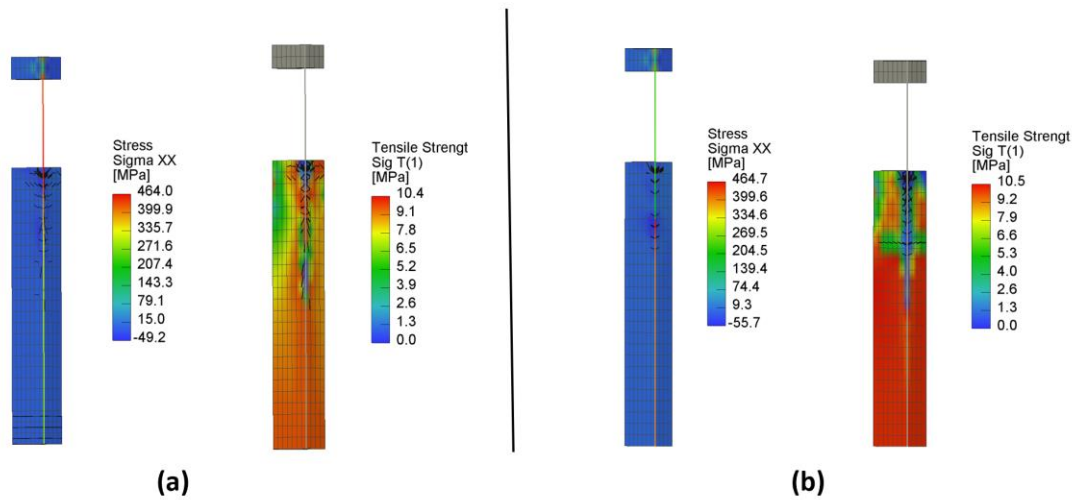 Stress
Sigma XX
[MPa]
464.0
399.9
335.7
271.6
207.4
143.3
79.1
15.0
-49.2
Tensile Strengt
Sig T(1)
[MPa]
10.4
9.1
7.8
6.5
5.2
3.9
2.6
1.3
0.0
(a)
Stress
Sigma XX
[MPa]
464.7
399.6
334.6
269.5
204.5
139.4
74.4
9.3
-55.7
Tensile Strengt
Sig T(1)
[MPa]
10.5
9.2
7.9
6.6
5.3
4.0
2.6
1.3
0.0
(b)